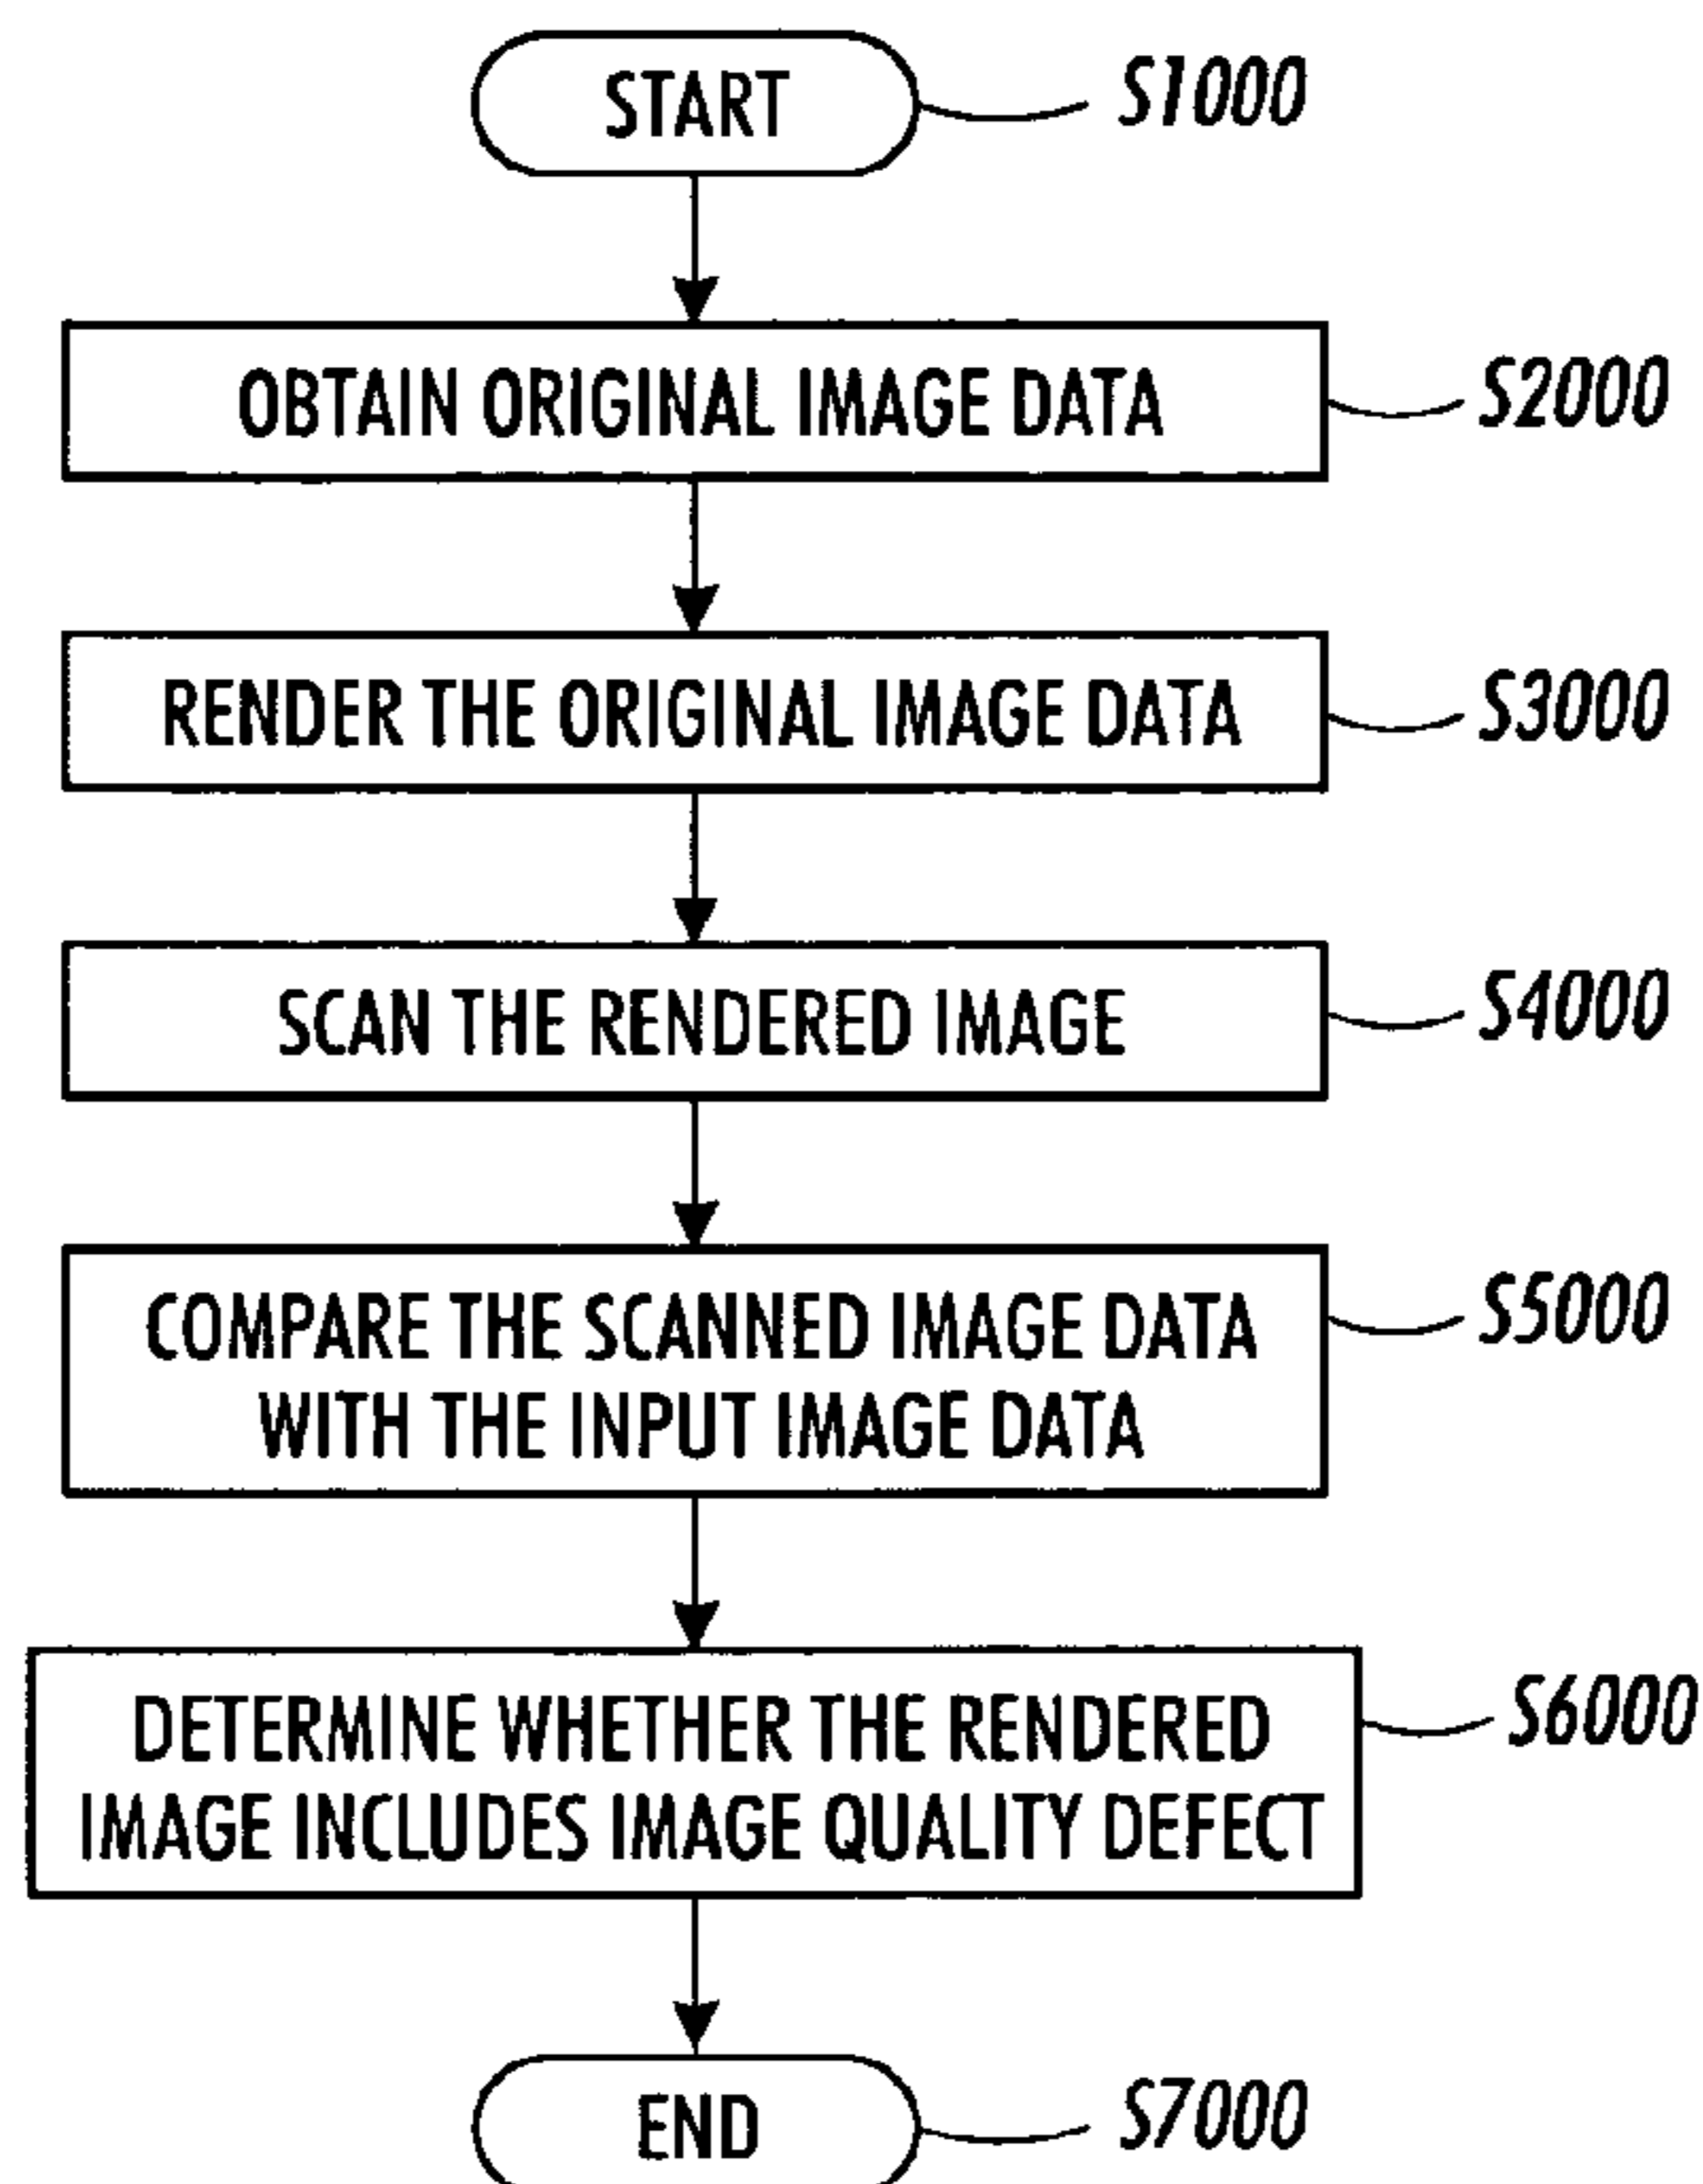 START
S1000
OBTAIN ORIGINAL IMAGE DATA
S2000
RENDER THE ORIGINAL IMAGE DATA
S3000
SCAN THE RENDERED IMAGE
S4000
COMPARE THE SCANNED IMAGE DATA
WITH THE INPUT IMAGE DATA
S5000
DETERMINE WHETHER THE RENDERED
IMAGE INCLUDES IMAGE QUALITY DEFECT
S6000
END
S7000